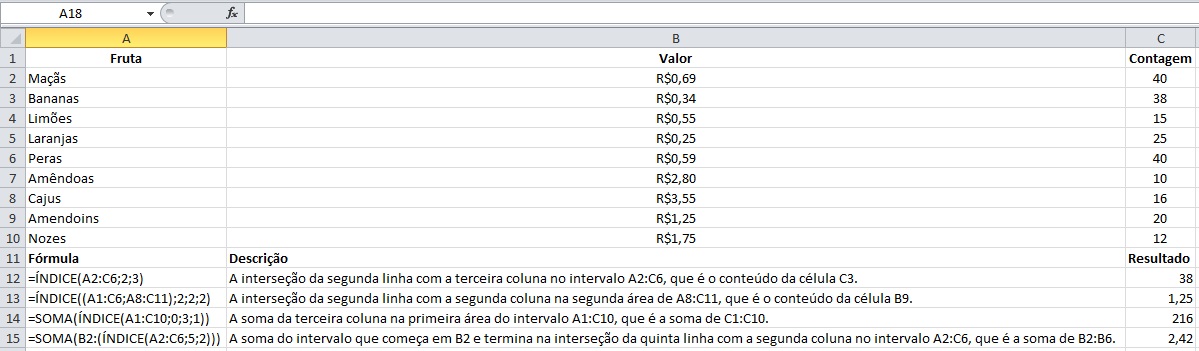 A18 fx
A B C
1 Fruta Valor Contagem
2 Maçãs R$0,69 40
3 Bananas R$0,34 38
4 Limões R$0,55 15
5 Laranjas R$0,25 25
6 Peras R$0,59 40
7 Amêndoas R$2,80 10
8 Cajus R$3,55 16
9 Amendoins R$1,25 20
10 Nozes R$1,75 12
11 Fórmula Descrição Resultado
12 =ÍNDICE(A2:C6;2;3) A interseção da segunda linha com a terceira coluna no intervalo A2:C6, que é o conteúdo da célula C3. 38
13 =ÍNDICE((A1:C6;A8:C11);2;2;2) A interseção da segunda linha com a segunda coluna na segunda área de A8:C11, que é o conteúdo da célula B9. 1,25
14 =SOMA(ÍNDICE(A1:C10;0;3;1)) A soma da terceira coluna na primeira área do intervalo A1:C10, que é a soma de C1:C10. 216
15 =SOMA(B2:(ÍNDICE(A2:C6;5;2))) A soma do intervalo que começa em B2 e termina na interseção da quinta linha com a segunda coluna no intervalo A2:C6, que é a soma de B2:B6. 2,42